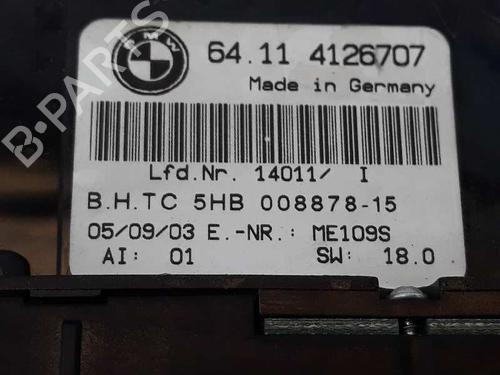 BMW
64.11 4126707
Made in Germany
Lfd.Nr. 14011/ I
B.H.TC 5HB 008878-15
05/09/03 E.-NR.: ME109S
AI: 01 SW: 18.0
B-PARTS